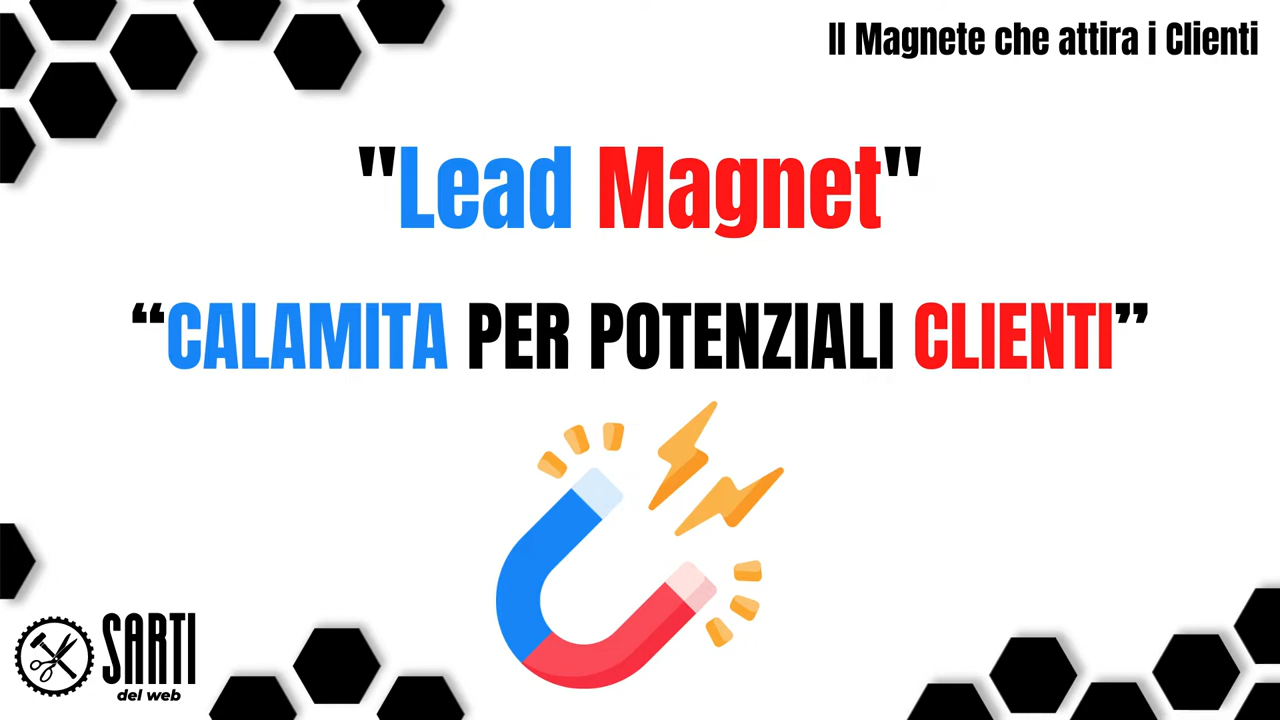 Il Magnete che attira i Clienti
"Lead Magnet"
“CALAMITA PER POTENZIALI CLIENTI”
SARTI
del web